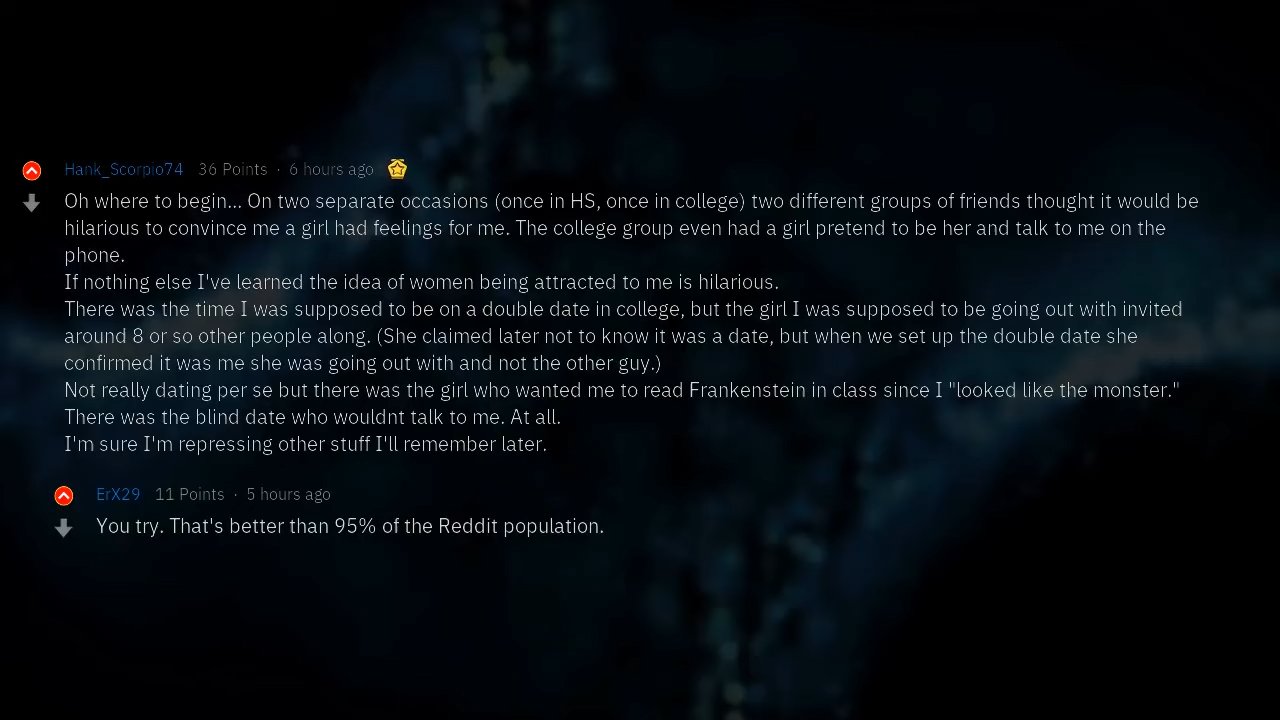 Hank_Scorpio74 36 Points · 6 hours ago
Oh where to begin... On two separate occasions (once in HS, once in college) two different groups of friends thought it would be
hilarious to convince me a girl had feelings for me. The college group even had a girl pretend to be her and talk to me on the
phone.
If nothing else I've learned the idea of women being attracted to me is hilarious.
There was the time I was supposed to be on a double date in college, but the girl I was supposed to be going out with invited
around 8 or so other people along. (She claimed later not to know it was a date, but when we set up the double date she
confirmed it was me she was going out with and not the other guy.)
Not really dating per se but there was the girl who wanted me to read Frankenstein in class since I "looked like the monster."
There was the blind date who wouldnt talk to me. At all.
I'm sure I'm repressing other stuff I'll remember later.
ErX29 11 Points · 5 hours ago
You try. That's better than 95% of the Reddit population.